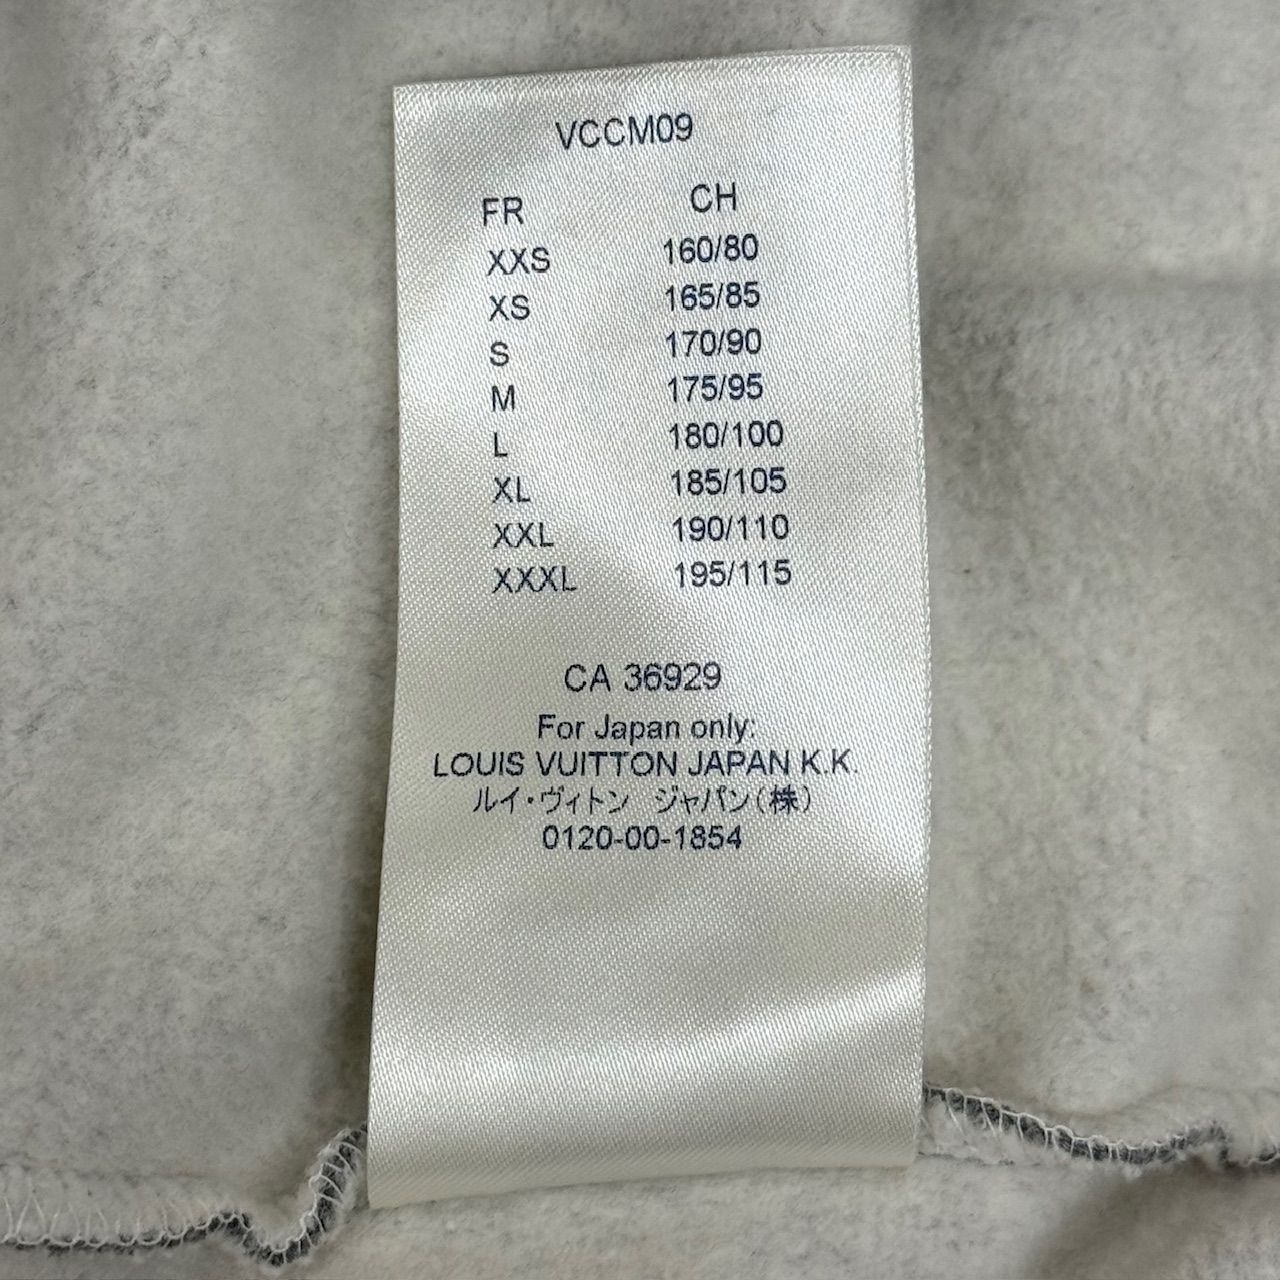 VCCM09
FR CH
XXS 160/80
XS 165/85
S 170/90
M 175/95
L 180/100
XL 185/105
XXL 190/110
XXXL 195/115
CA 36929
For Japan only:
LOUIS VUITTON JAPAN K.K.
ルイ・ヴィトン ジャパン(株)
0120-00-1854